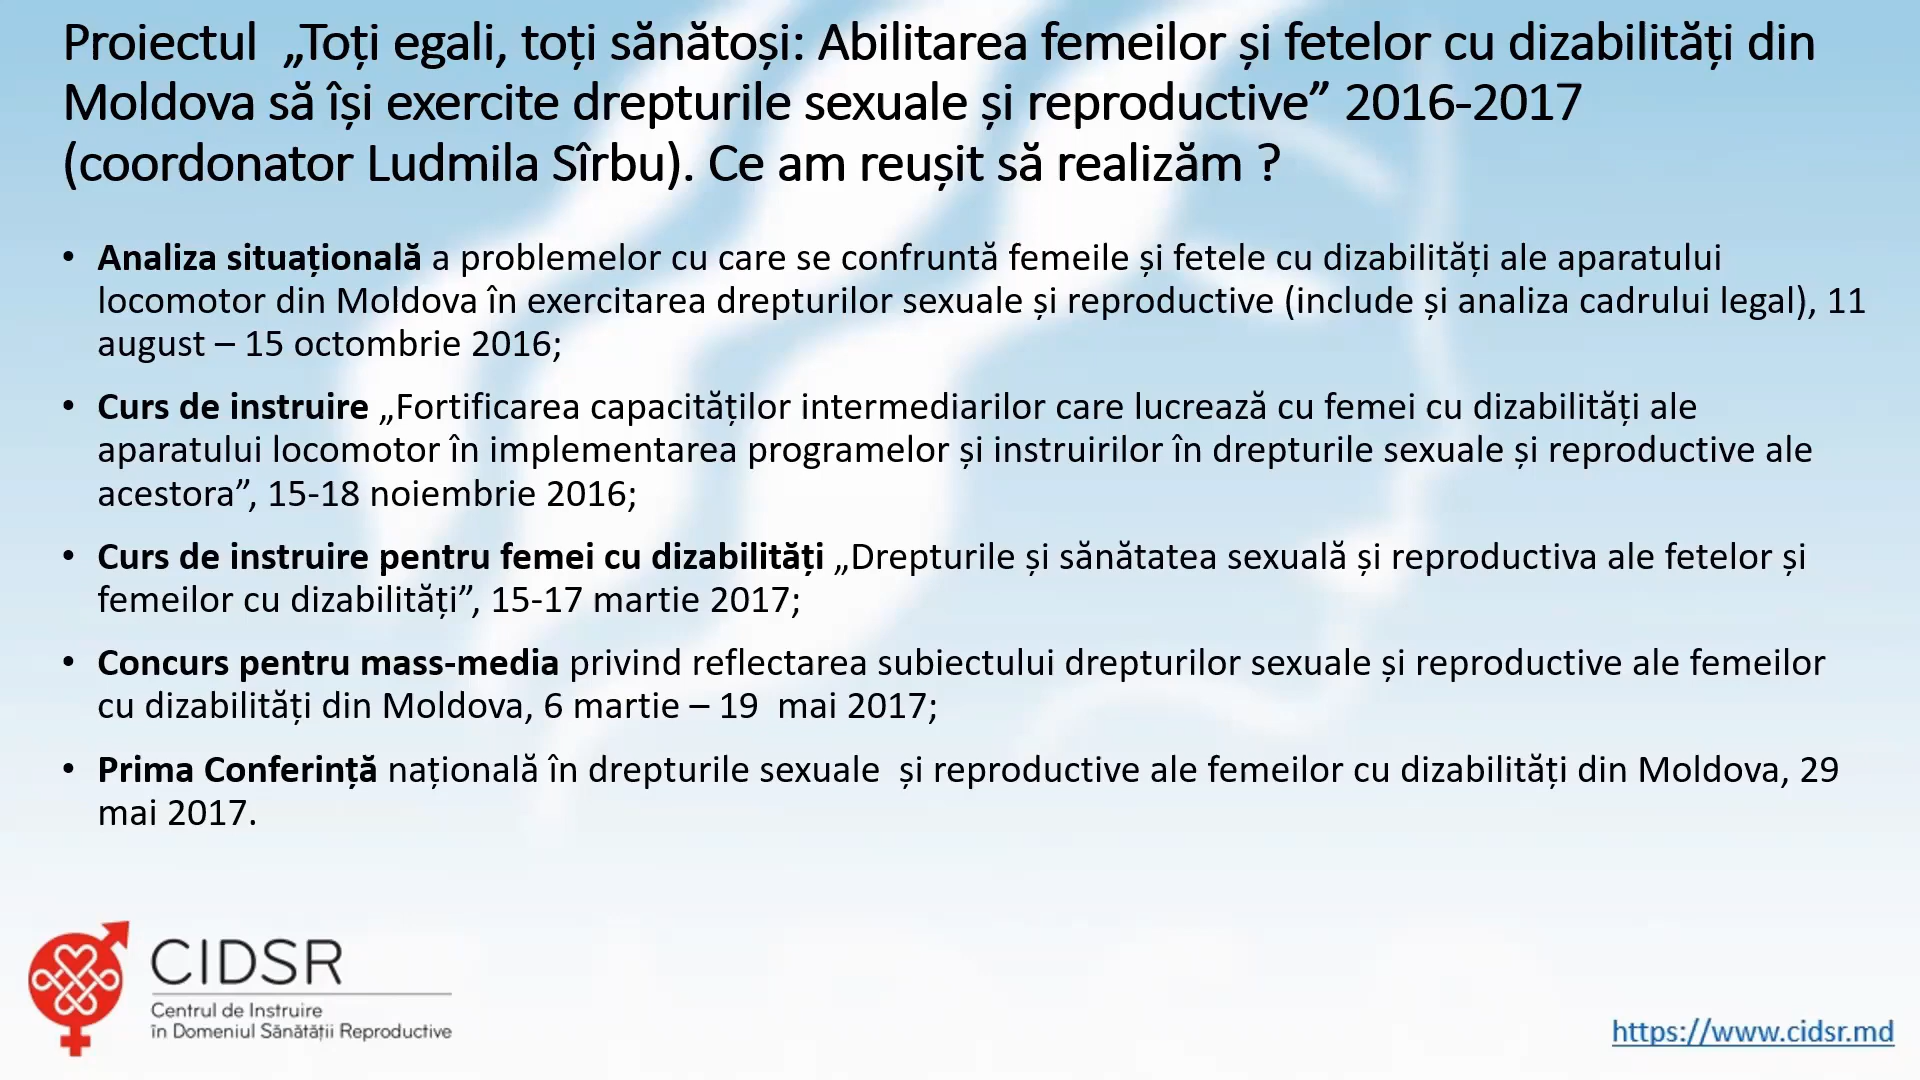 Proiectul „Toți egali, toți sănătoși: Abilitarea femeilor și fetelor cu dizabilități din
Moldova să își exercite drepturile sexuale și reproductive” 2016-2017
(coordonator Ludmila Sîrbu). Ce am reușit să realizăm ?
• Analiza situațională a problemelor cu care se confruntă femeile și fetele cu dizabilități ale aparatului
locomotor din Moldova în exercitarea drepturilor sexuale și reproductive (include și analiza cadrului legal), 11
august – 15 octombrie 2016;
• Curs de instruire „Fortificarea capacităților intermediarilor care lucrează cu femei cu dizabilități ale
aparatului locomotor în implementarea programelor și instruirilor în drepturile sexuale și reproductive ale
acestora”, 15-18 noiembrie 2016;
• Curs de instruire pentru femei cu dizabilități „Drepturile și sănătatea sexuală și reproductiva ale fetelor și
femeilor cu dizabilități”, 15-17 martie 2017;
• Concurs pentru mass-media privind reflectarea subiectului drepturilor sexuale și reproductive ale femeilor
cu dizabilități din Moldova, 6 martie – 19 mai 2017;
• Prima Conferință națională în drepturile sexuale și reproductive ale femeilor cu dizabilități din Moldova, 29
mai 2017.
CIDSR
Centrul de Instruire
în Domeniul Sănătății Reproductive
https://www.cidsr.md